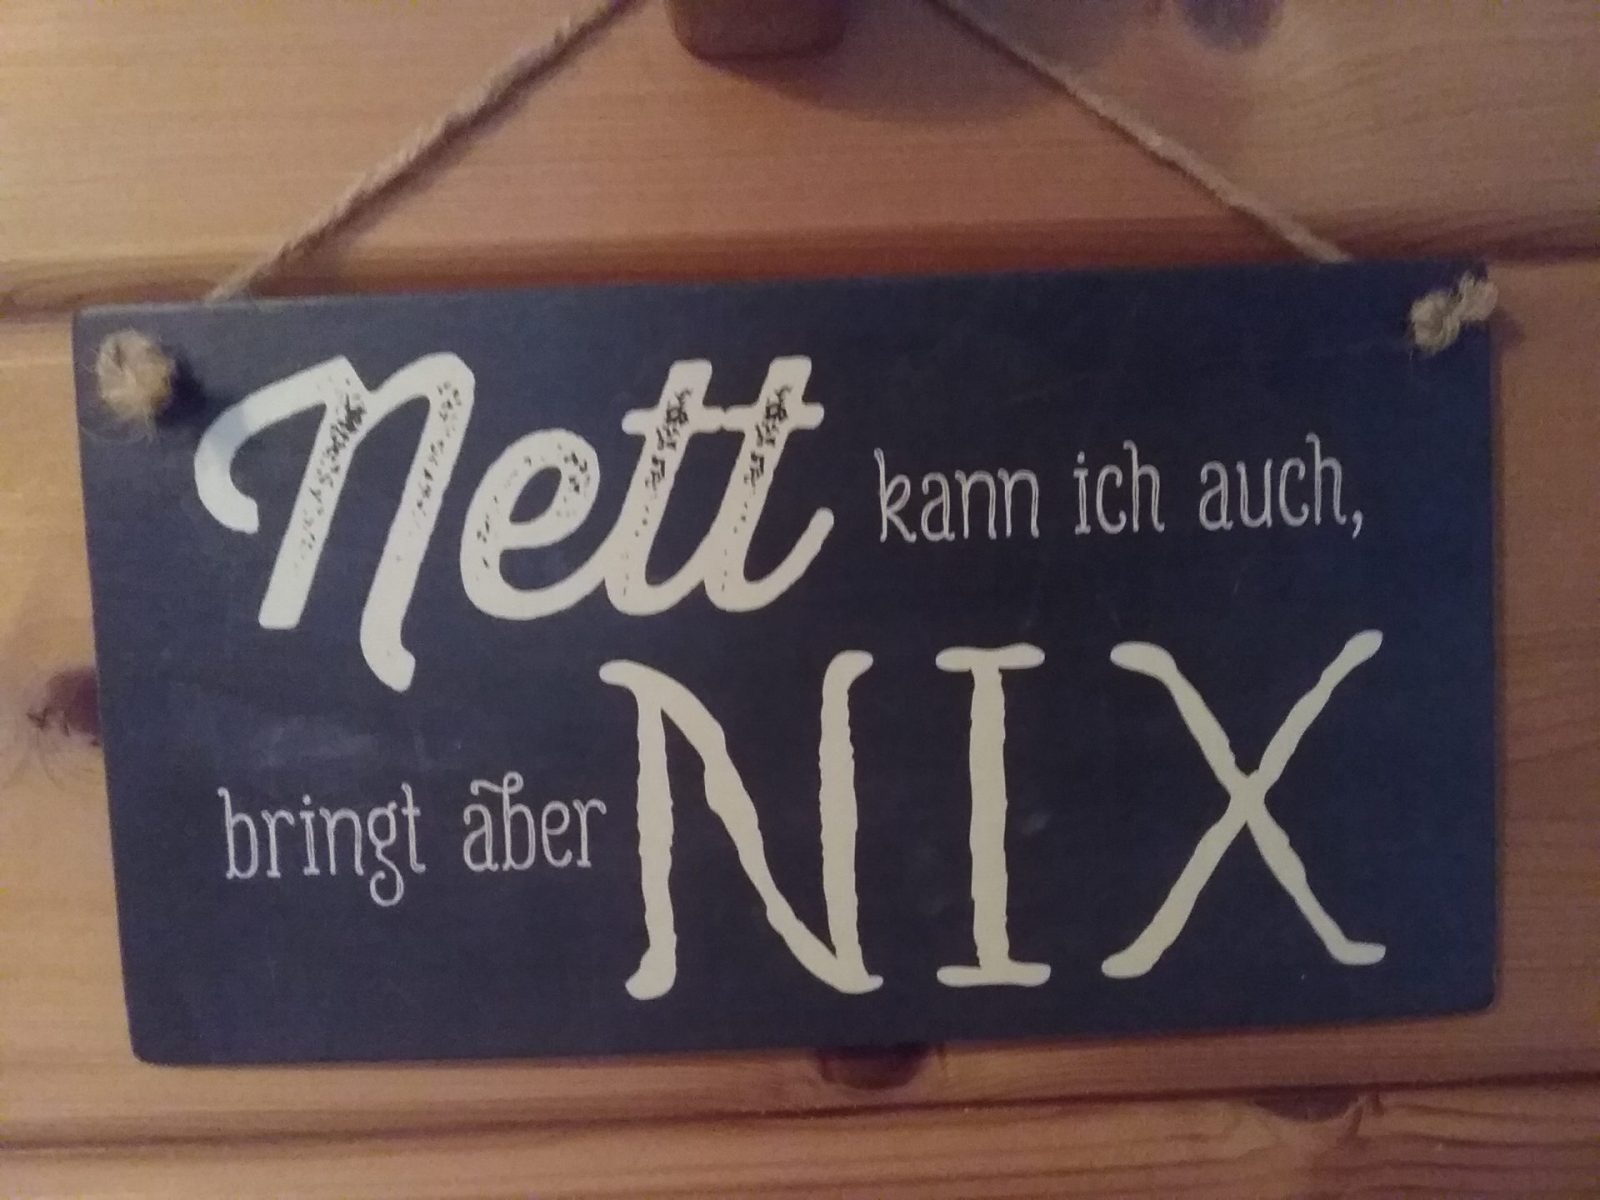 Nett kann ich auch,
bringt aber NIX